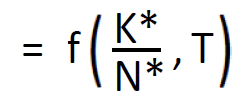 = f(K*/N*, T)